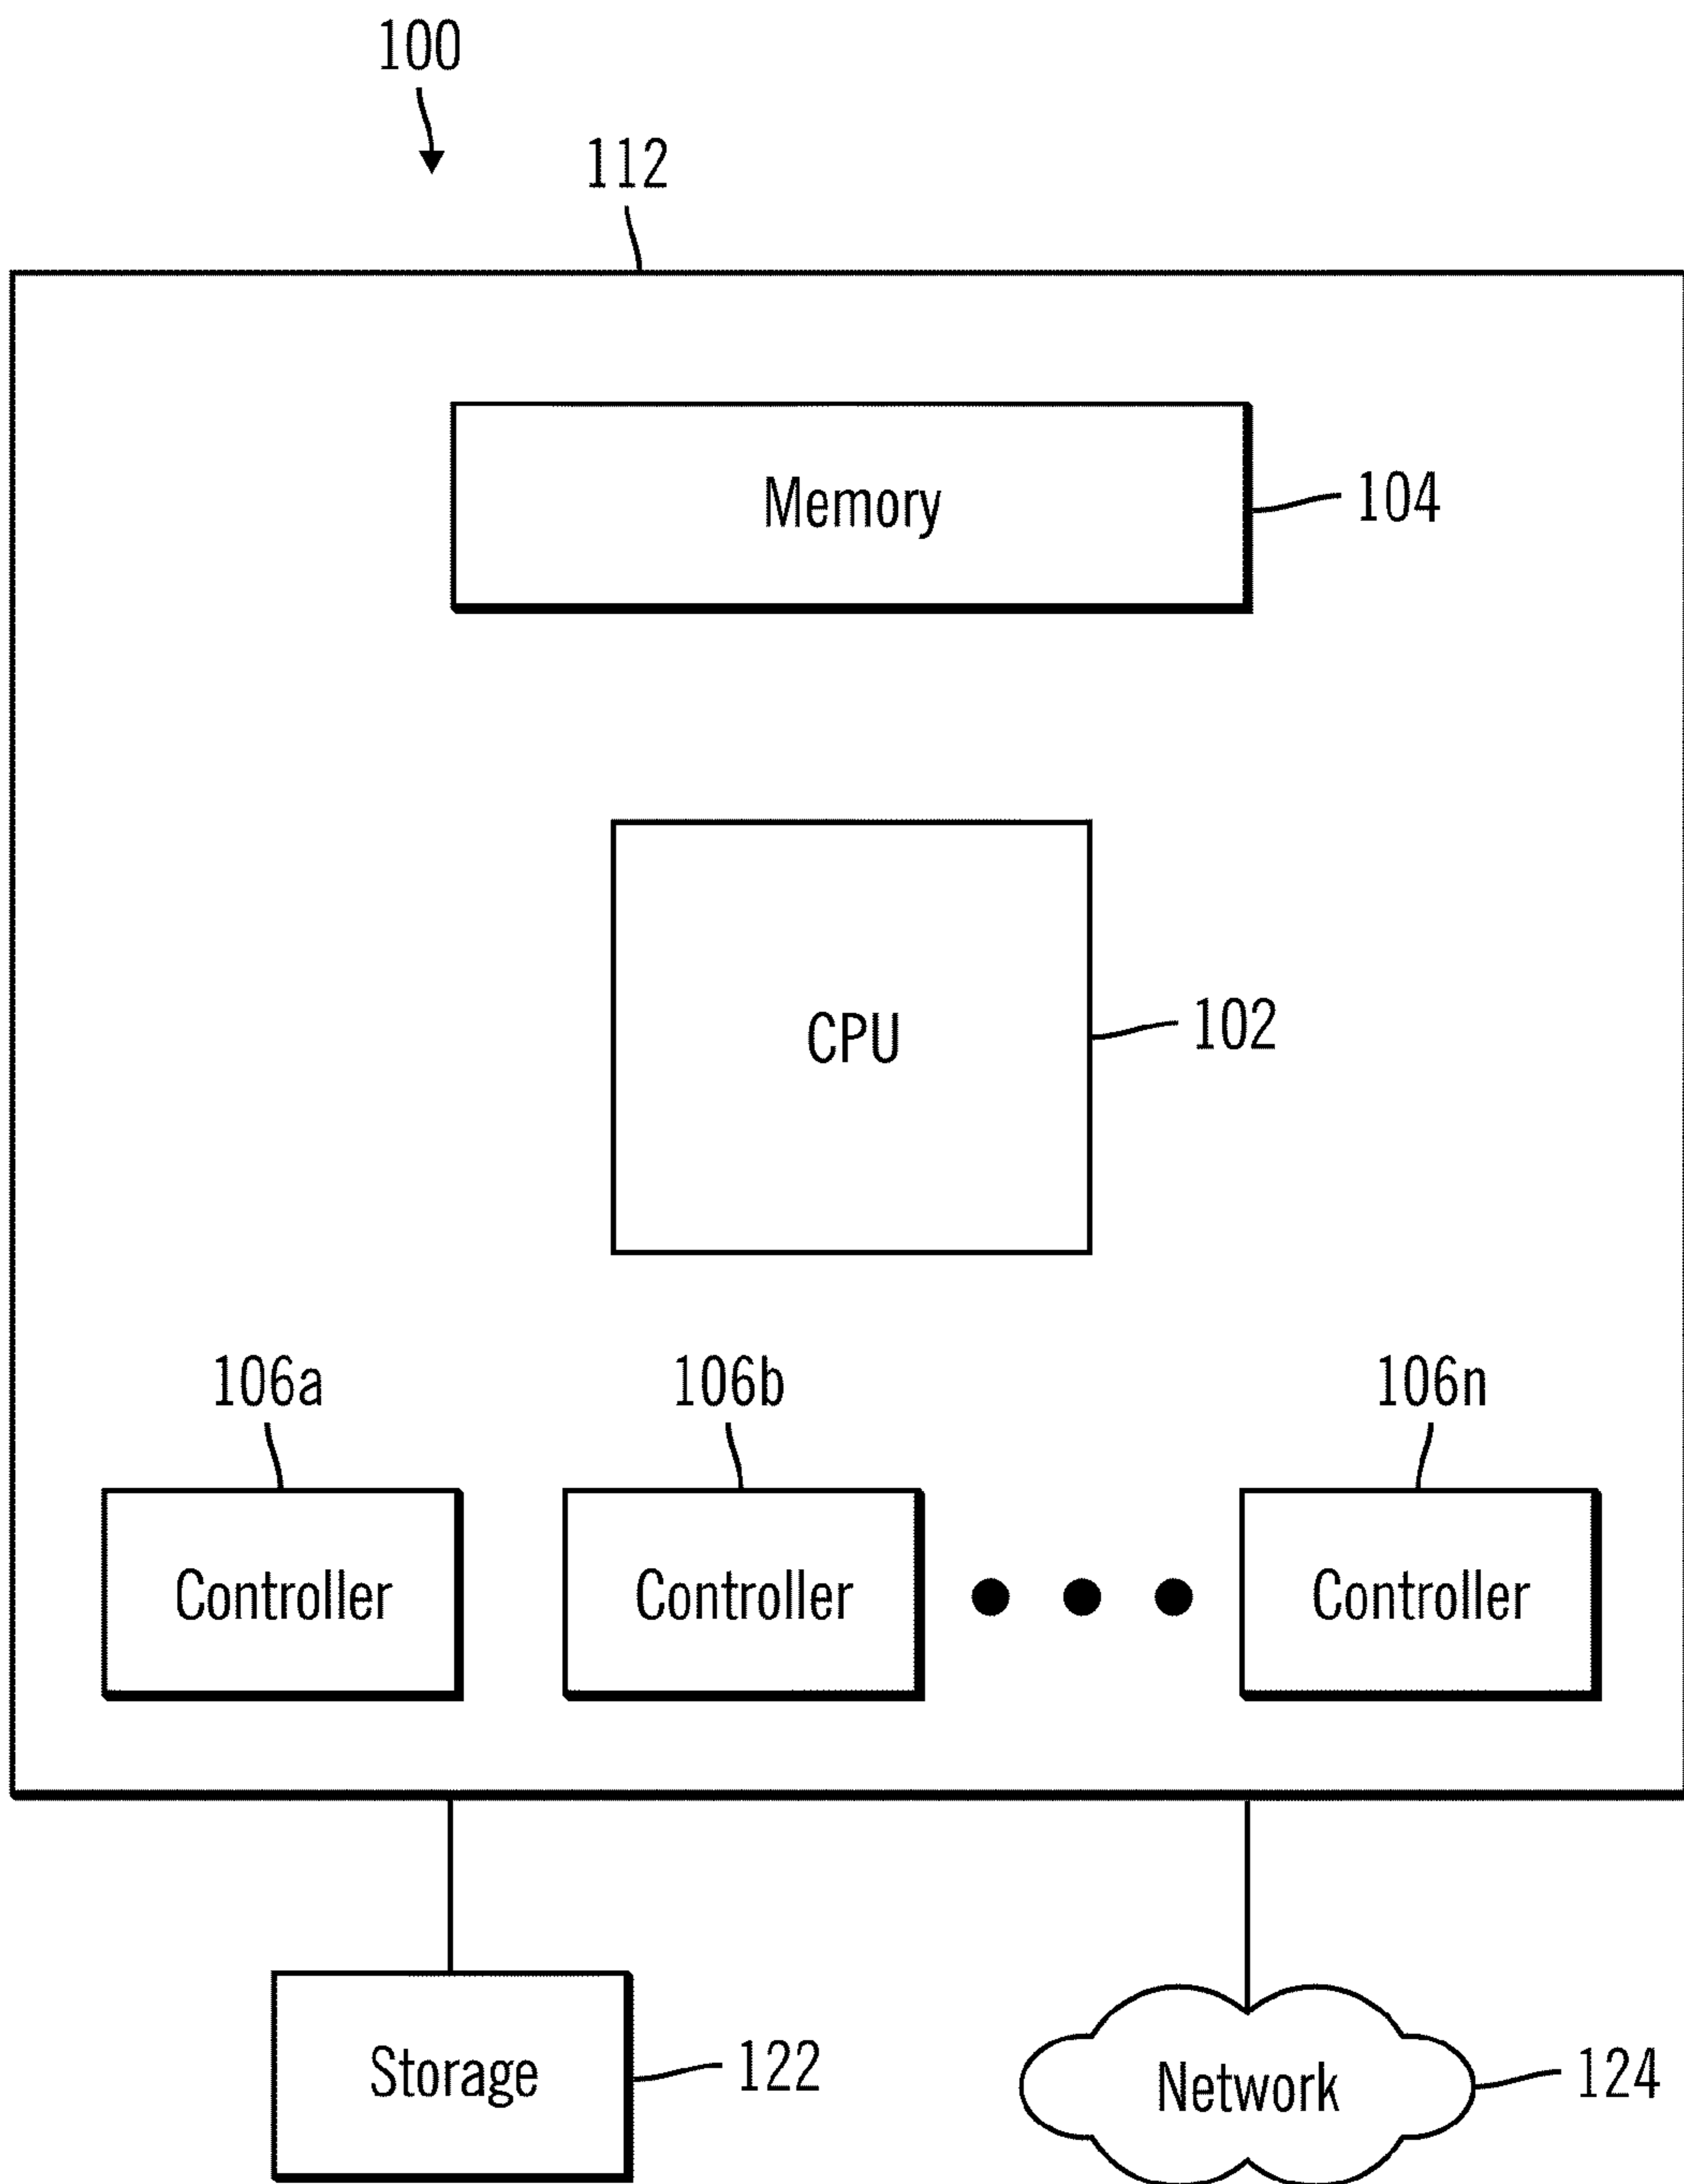 100
112
Memory
104
CPU
102
106a
106b
106n
Controller
Controller
Controller
Storage
122
Network
124